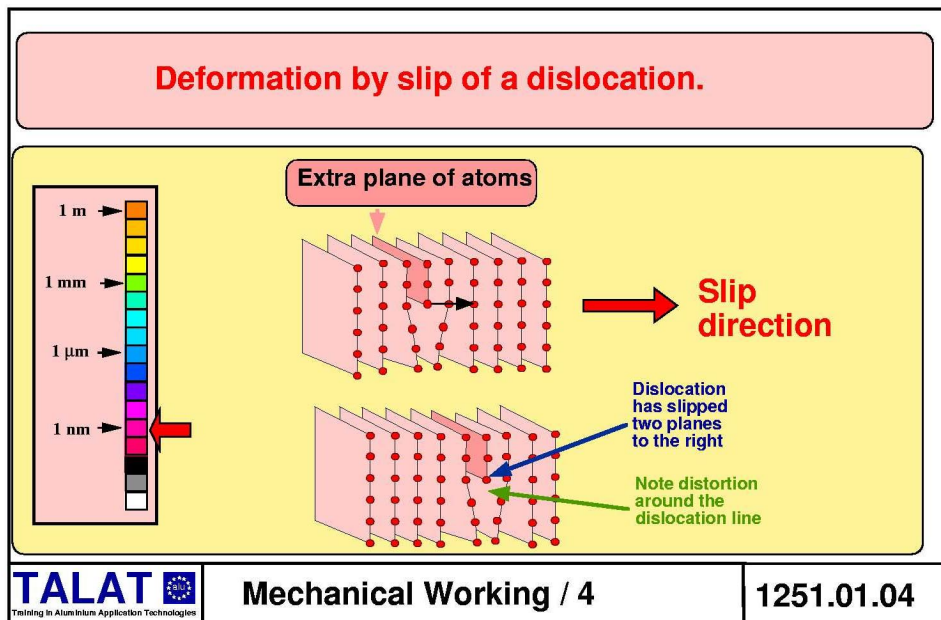 Deformation by slip of a dislocation.
Extra plane of atoms
1 m
1 mm
1 μm
1 nm
Slip
direction
Dislocation
has slipped
two planes
to the right
Note distortion
around the
dislocation line
TALAT
alu
Training in Aluminium Application Technologies
Mechanical Working / 4
1251.01.04